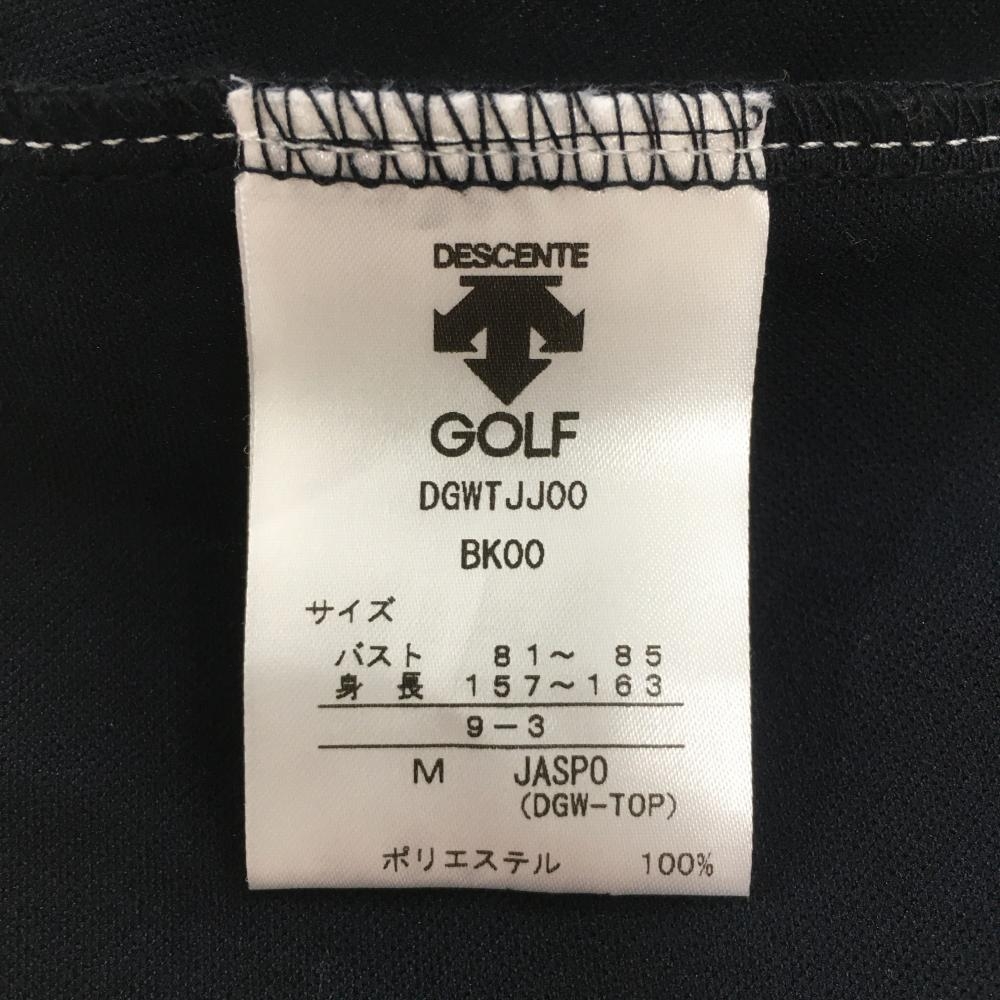 DESCENTE
GOLF
DGWTJJ00
BK00
サイズ
バスト 81～ 85
身長 157～163
9－3
M JASPO
(DGW-TOP)
ポリエステル 100%